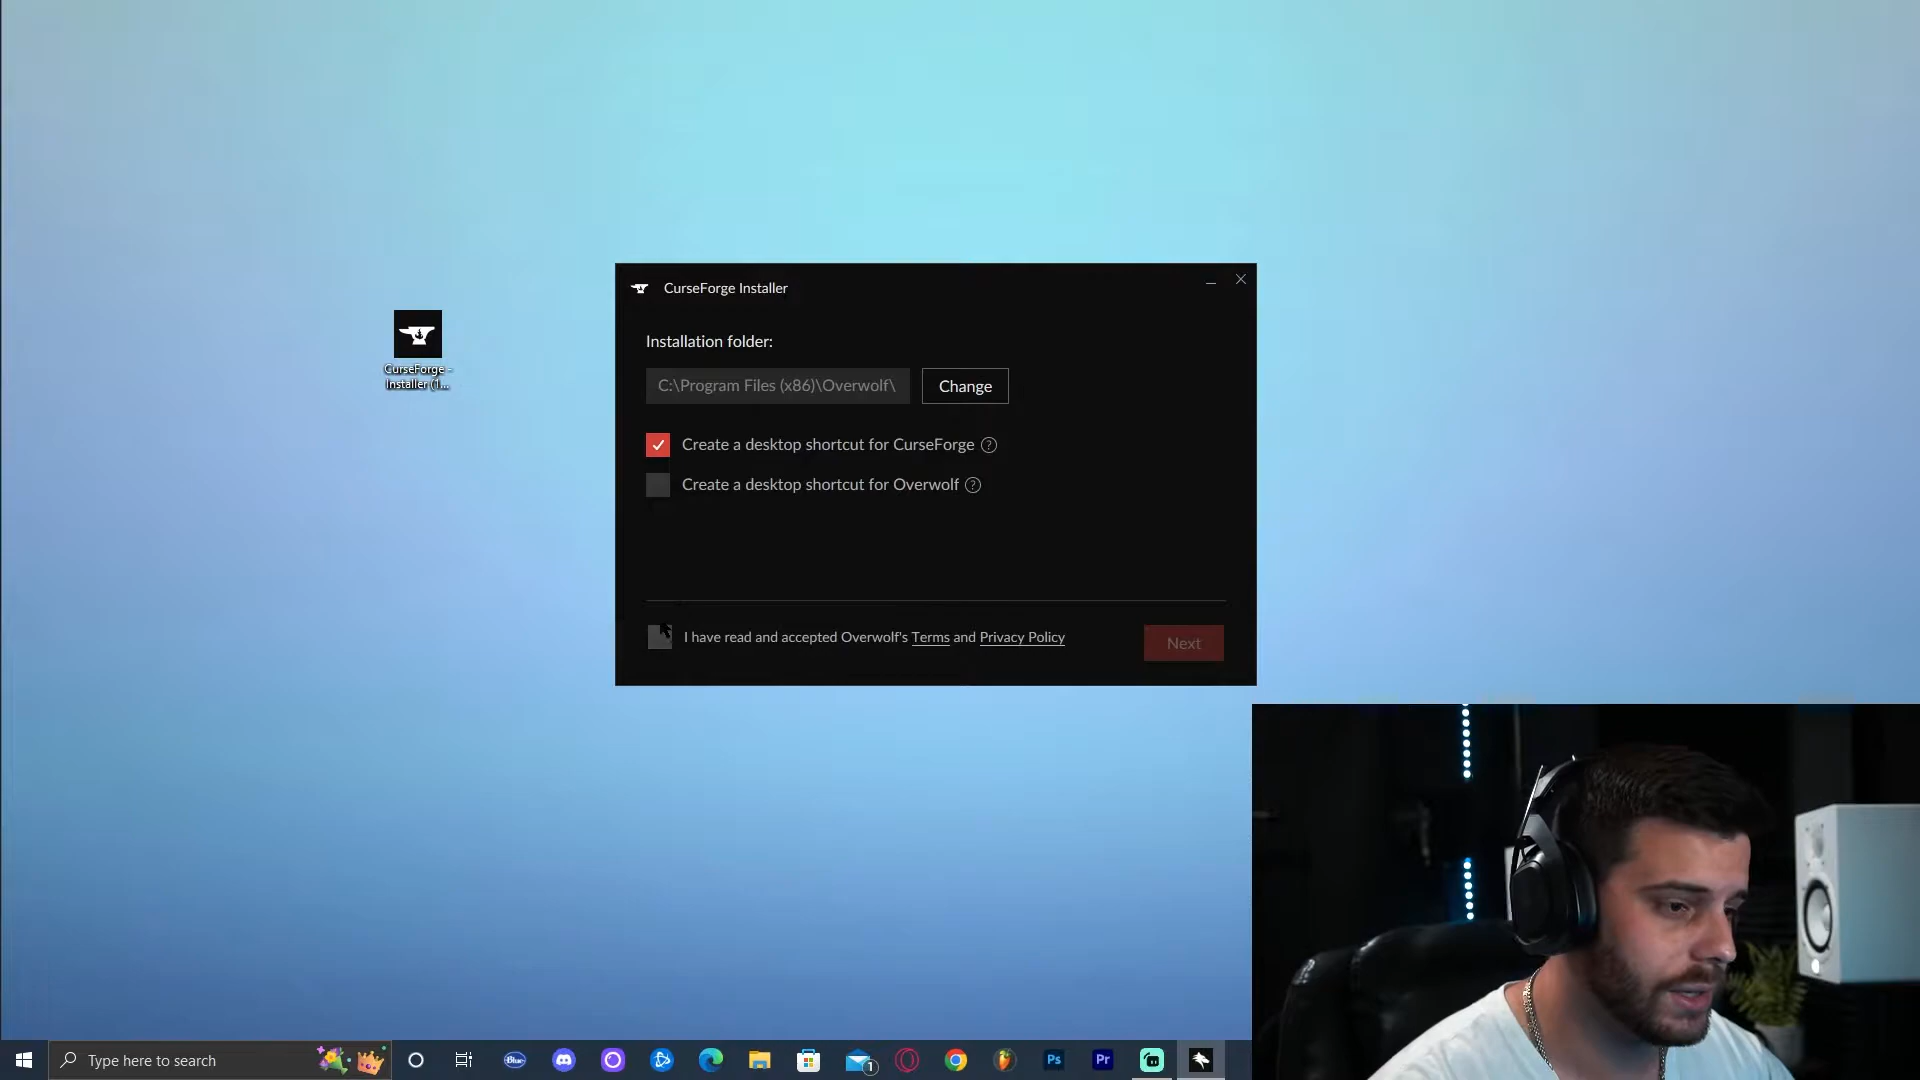 CurseForge Installer
Installation folder:
C:\Program Files (x86)\Overwolf\
Change
CurseForge -
Installer (1...
Create a desktop shortcut for CurseForge ?
Create a desktop shortcut for Overwolf ?
I have read and accepted Overwolf's Terms and Privacy Policy
Next
Type here to search
Blue
1
Ps
Pr